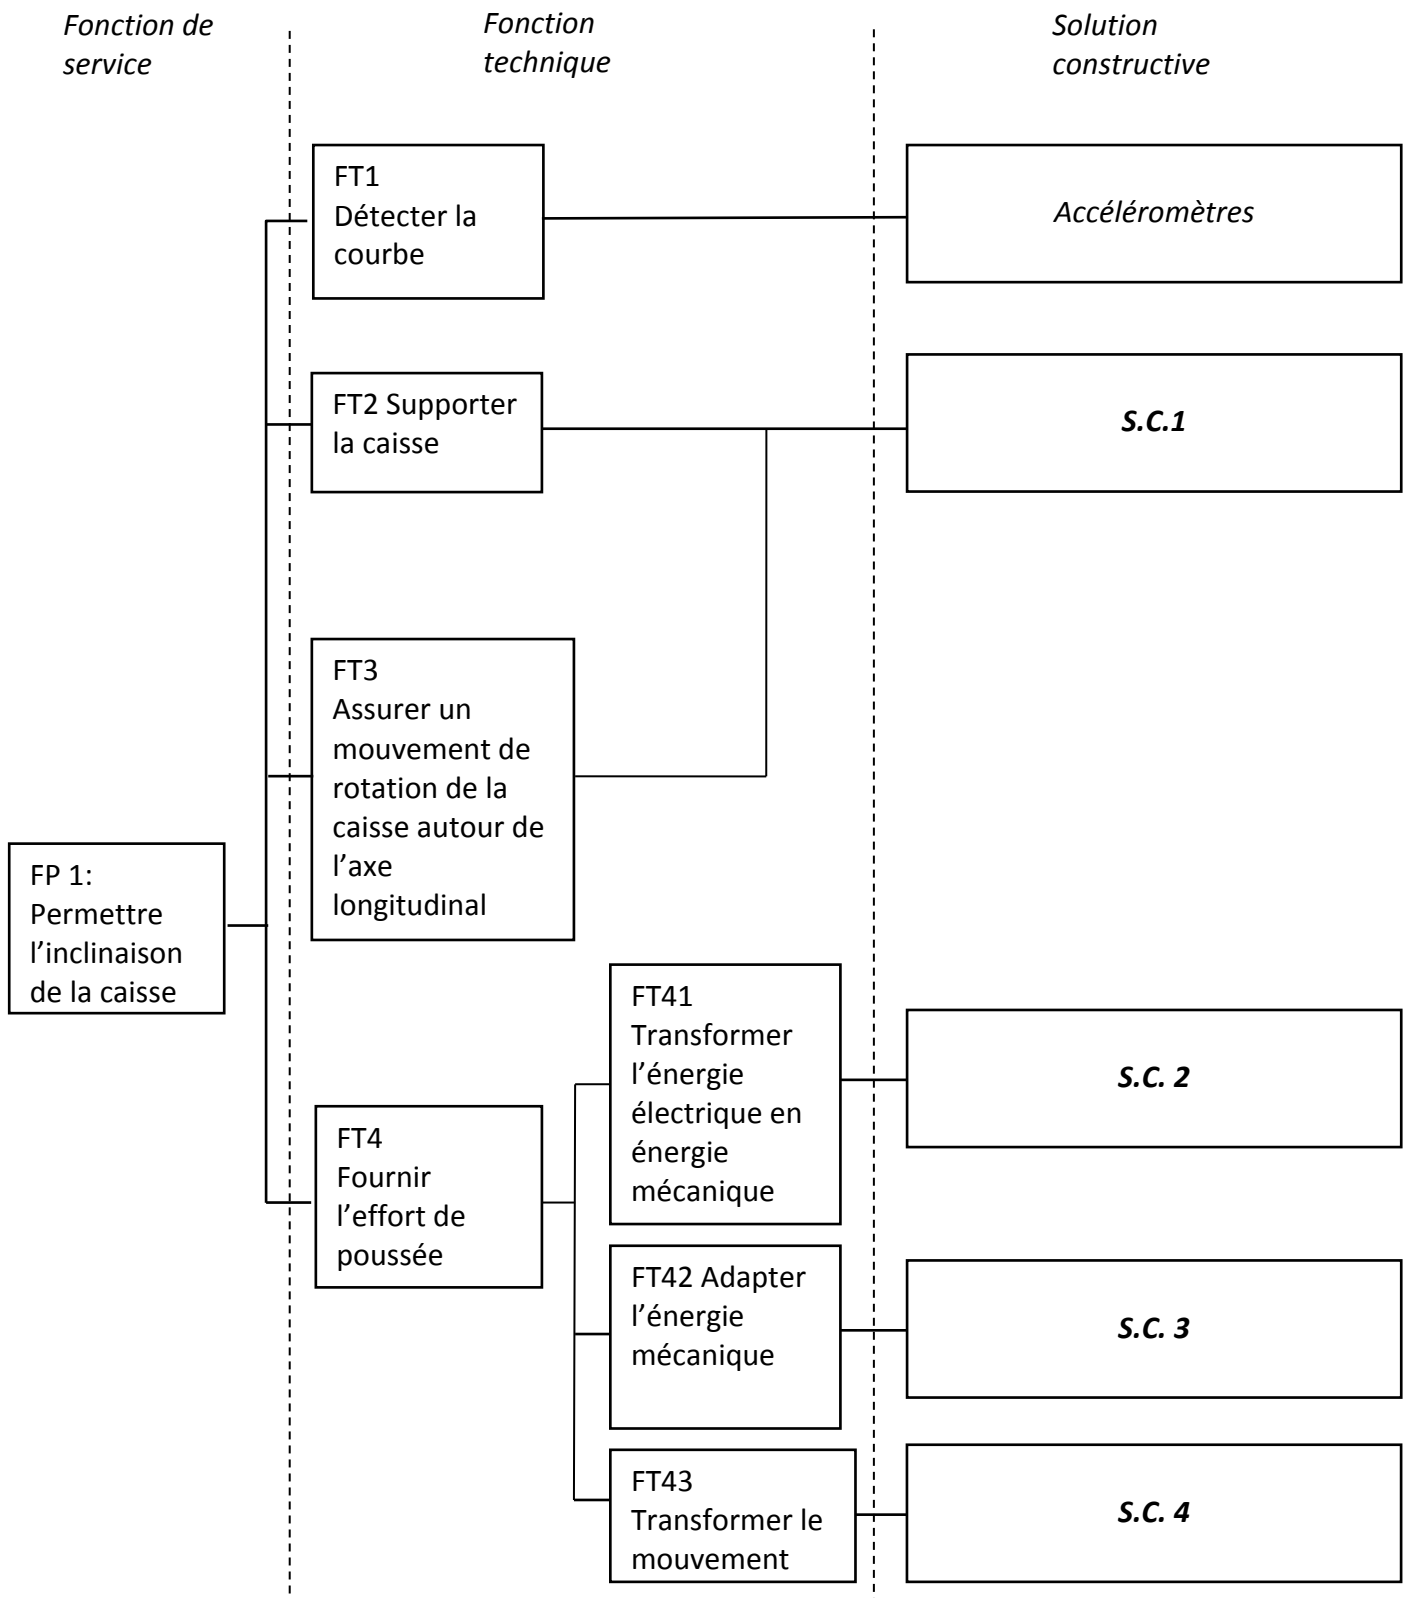 Fonction de
service
Fonction
technique
Solution
constructive
FT1
Détecter la
courbe
Accéléromètres
FT2 Supporter
la caisse
S.C.1
FT3
Assurer un
mouvement de
rotation de la
caisse autour de
l’axe
longitudinal
FP 1:
Permettre
l’inclinaison
de la caisse
FT4
Fournir
l’effort de
poussée
FT41
Transformer
l’énergie
électrique en
énergie
mécanique
S.C. 2
FT42 Adapter
l’énergie
mécanique
S.C. 3
FT43
Transformer le
mouvement
S.C. 4